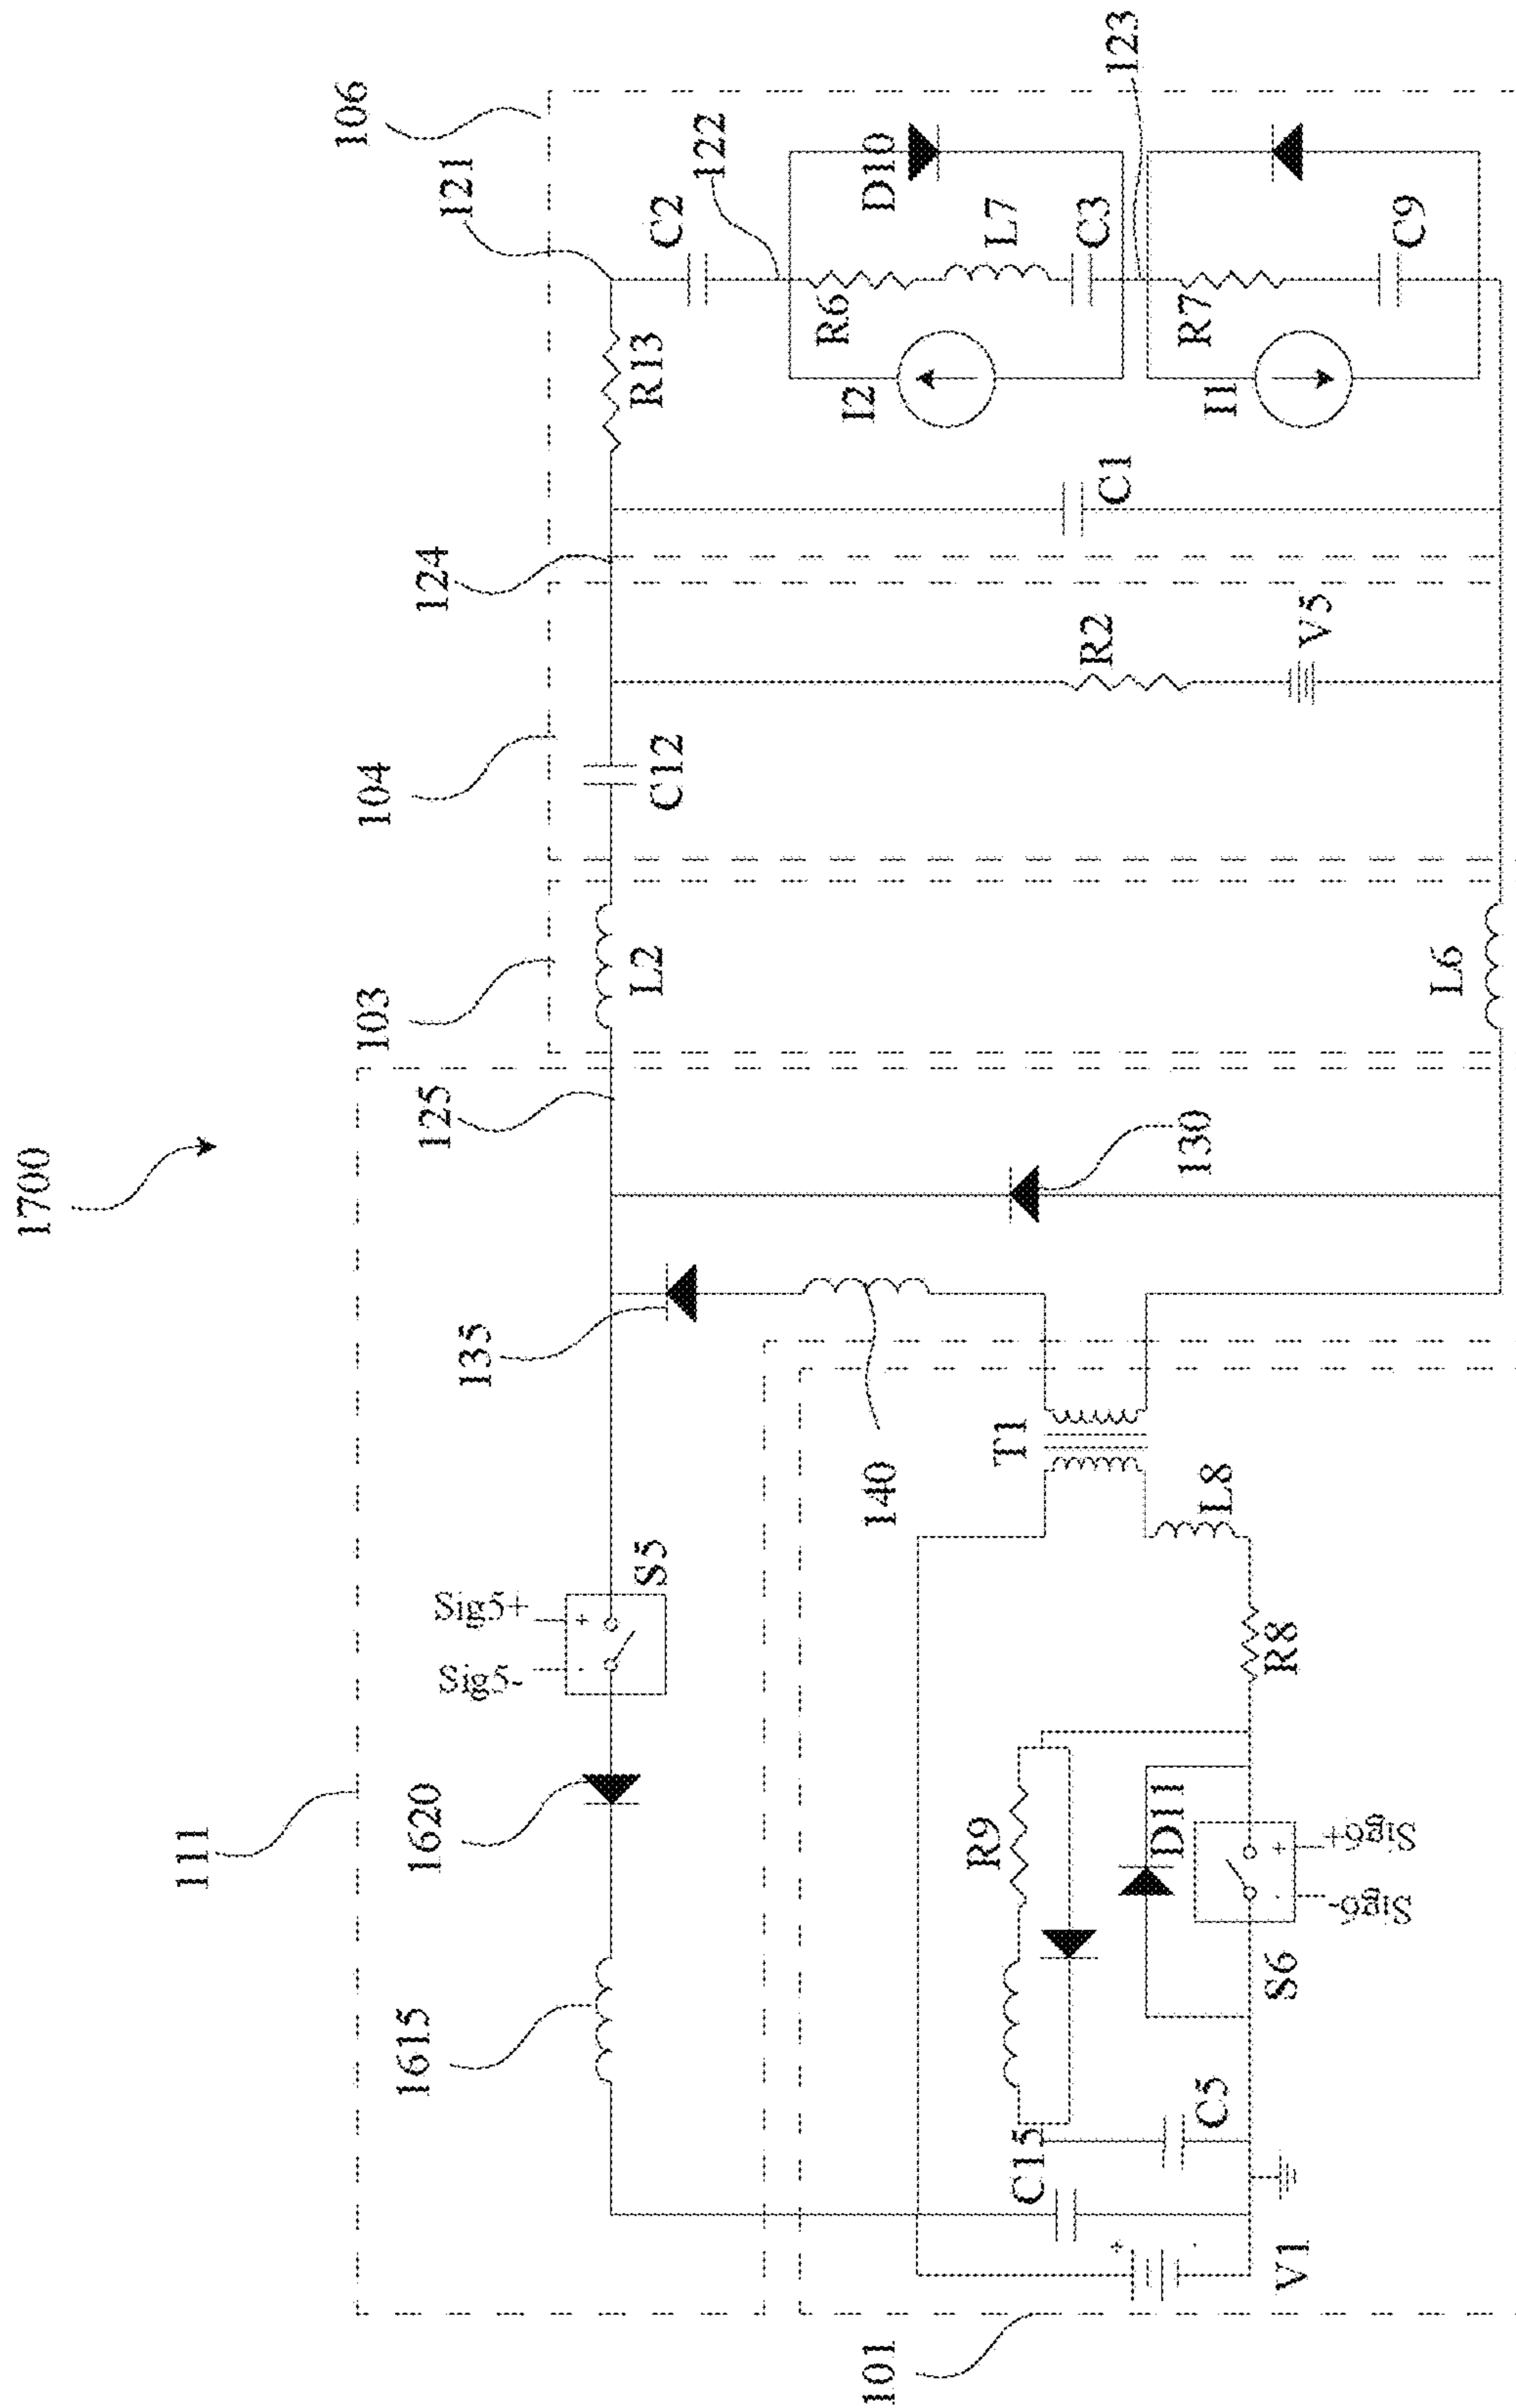 1700
106
121
122
123
C2
D10
R6
L7
C3
R13
I2
R7
C9
I1
C1
124
R2
V5
104
C12
103
L2
L6
125
130
135
140
T1
L8
Sig5+
Sig5-
+
-
S5
R8
111
1620
R9
D11
+
-
Sig6+
Sig6-
S6
1615
C15
C5
+
-
V1
101